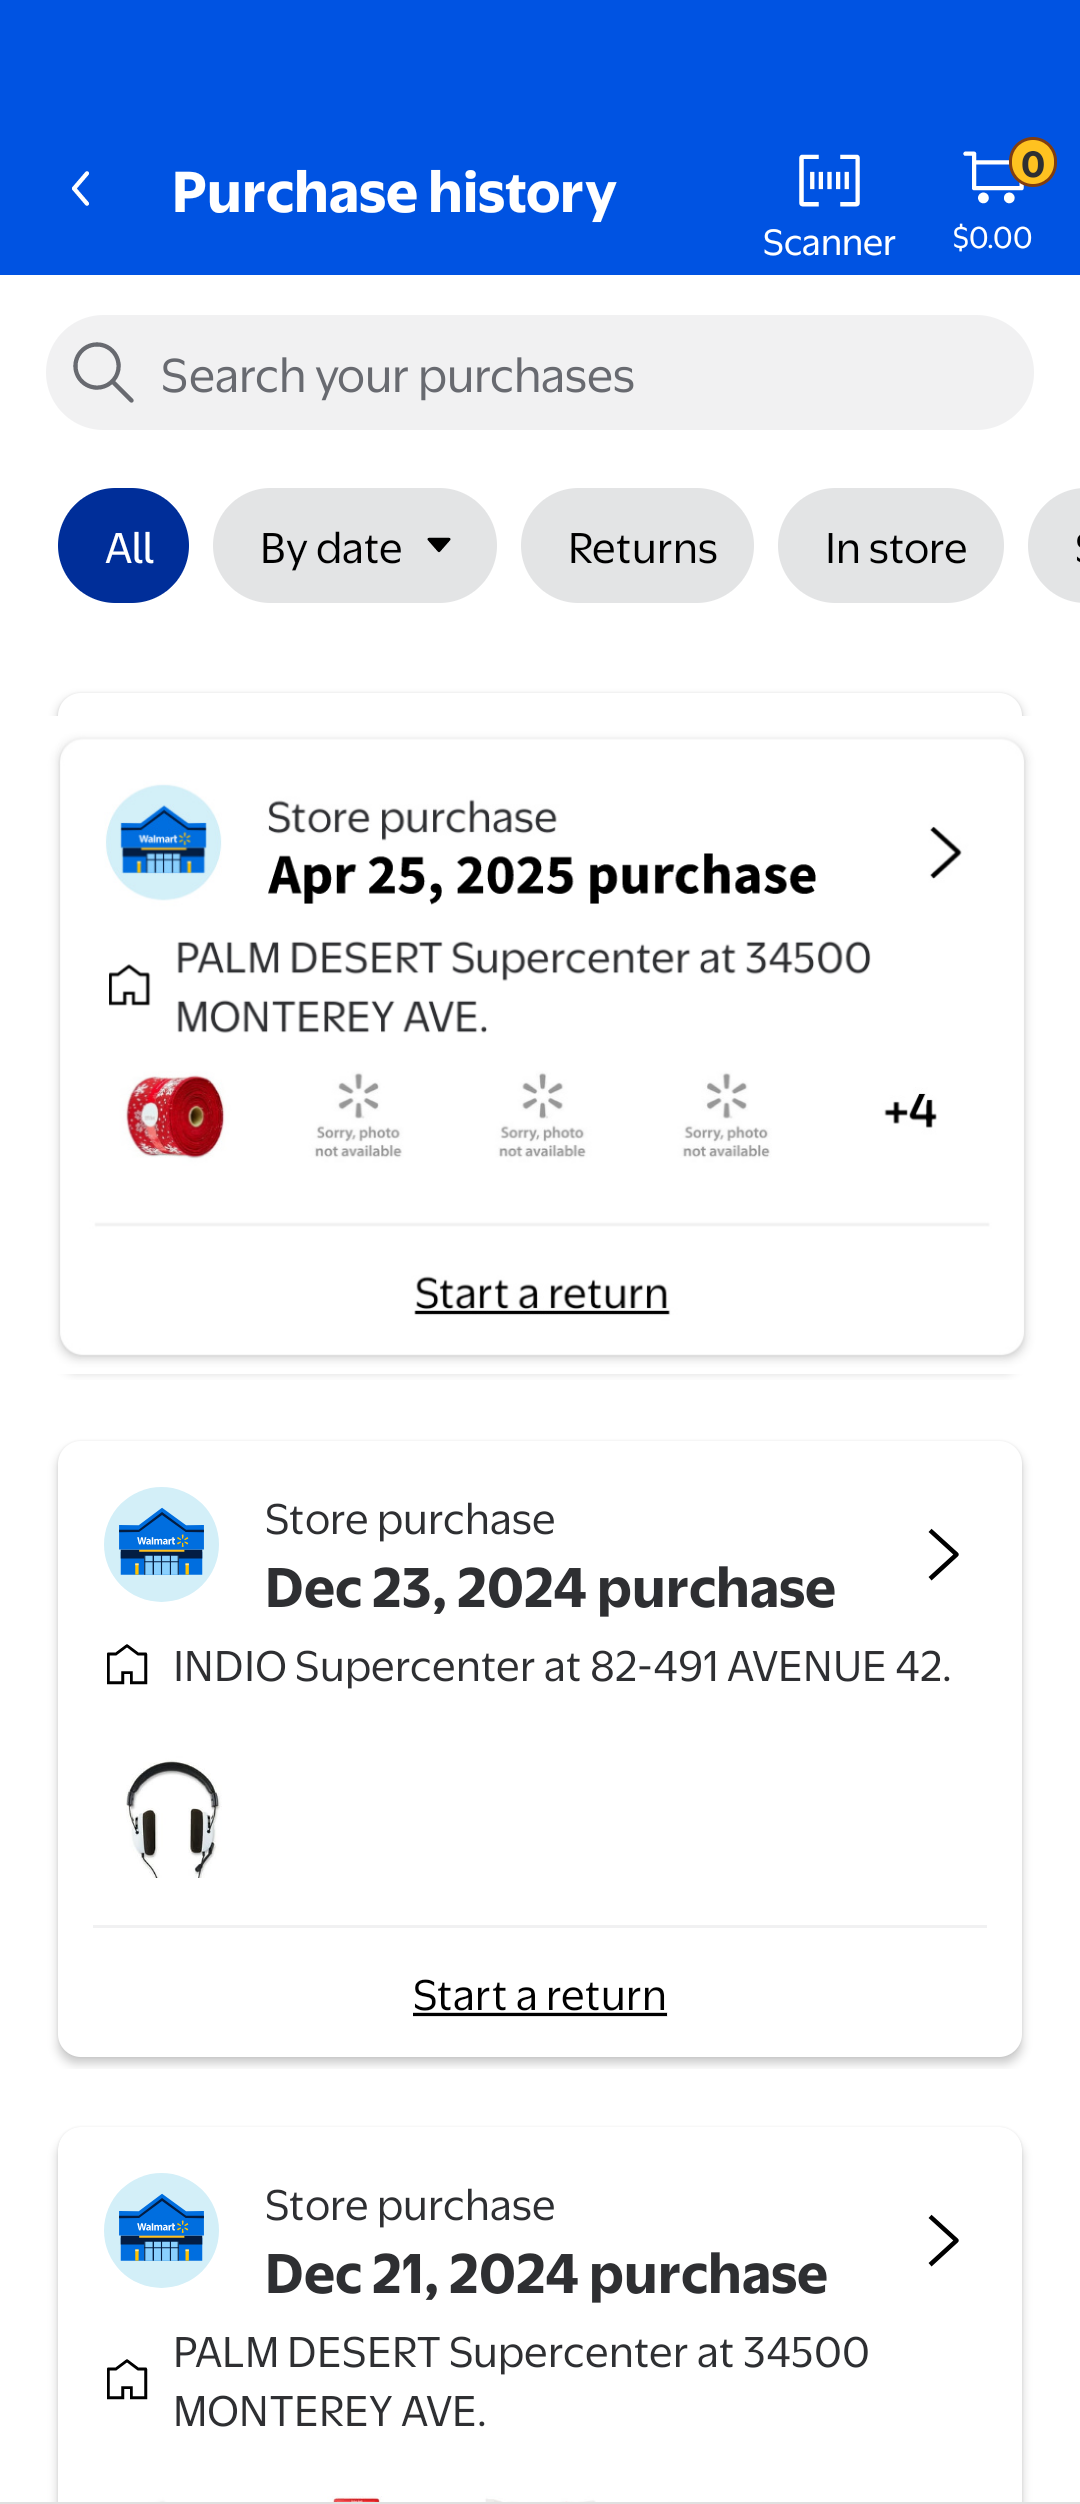 Purchase history
Scanner
0
$0.00
Search your purchases
All
By date
Returns
In store
Store purchase
Walmart
Apr 25, 2025 purchase
PALM DESERT Supercenter at 34500
MONTEREY AVE.
Sorry, photo
not available
Sorry, photo
not available
Sorry, photo
not available
+4
Start a return
Store purchase
Walmart
Dec 23, 2024 purchase
INDIO Supercenter at 82-491 AVENUE 42.
Start a return
Store purchase
Walmart
Dec 21, 2024 purchase
PALM DESERT Supercenter at 34500
MONTEREY AVE.